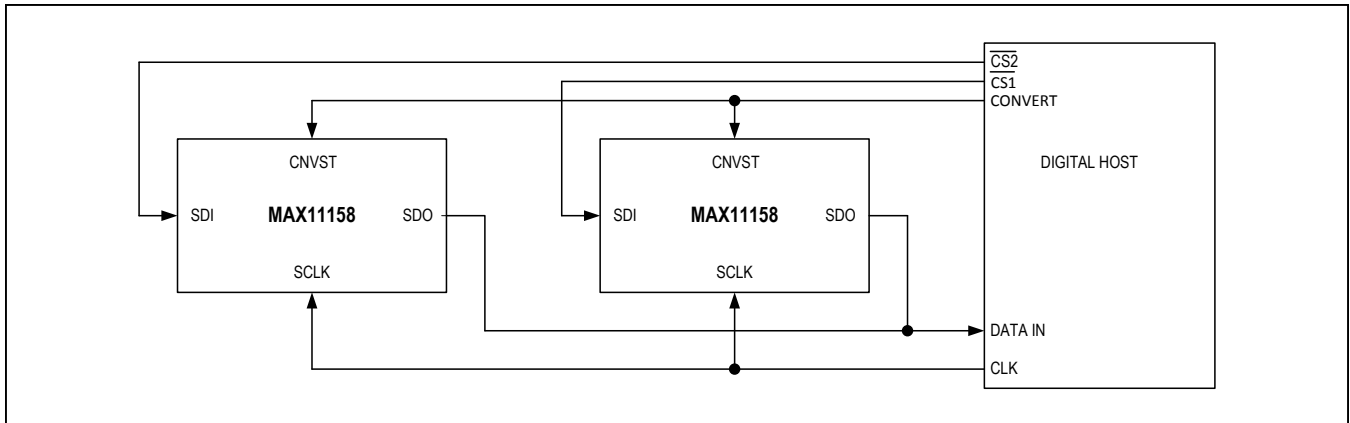 CS2
CS1
CONVERT
CNVST
CNVST
DIGITAL HOST
SDI
MAX11158
SDO
SDI
MAX11158
SDO
SCLK
SCLK
DATA IN
CLK